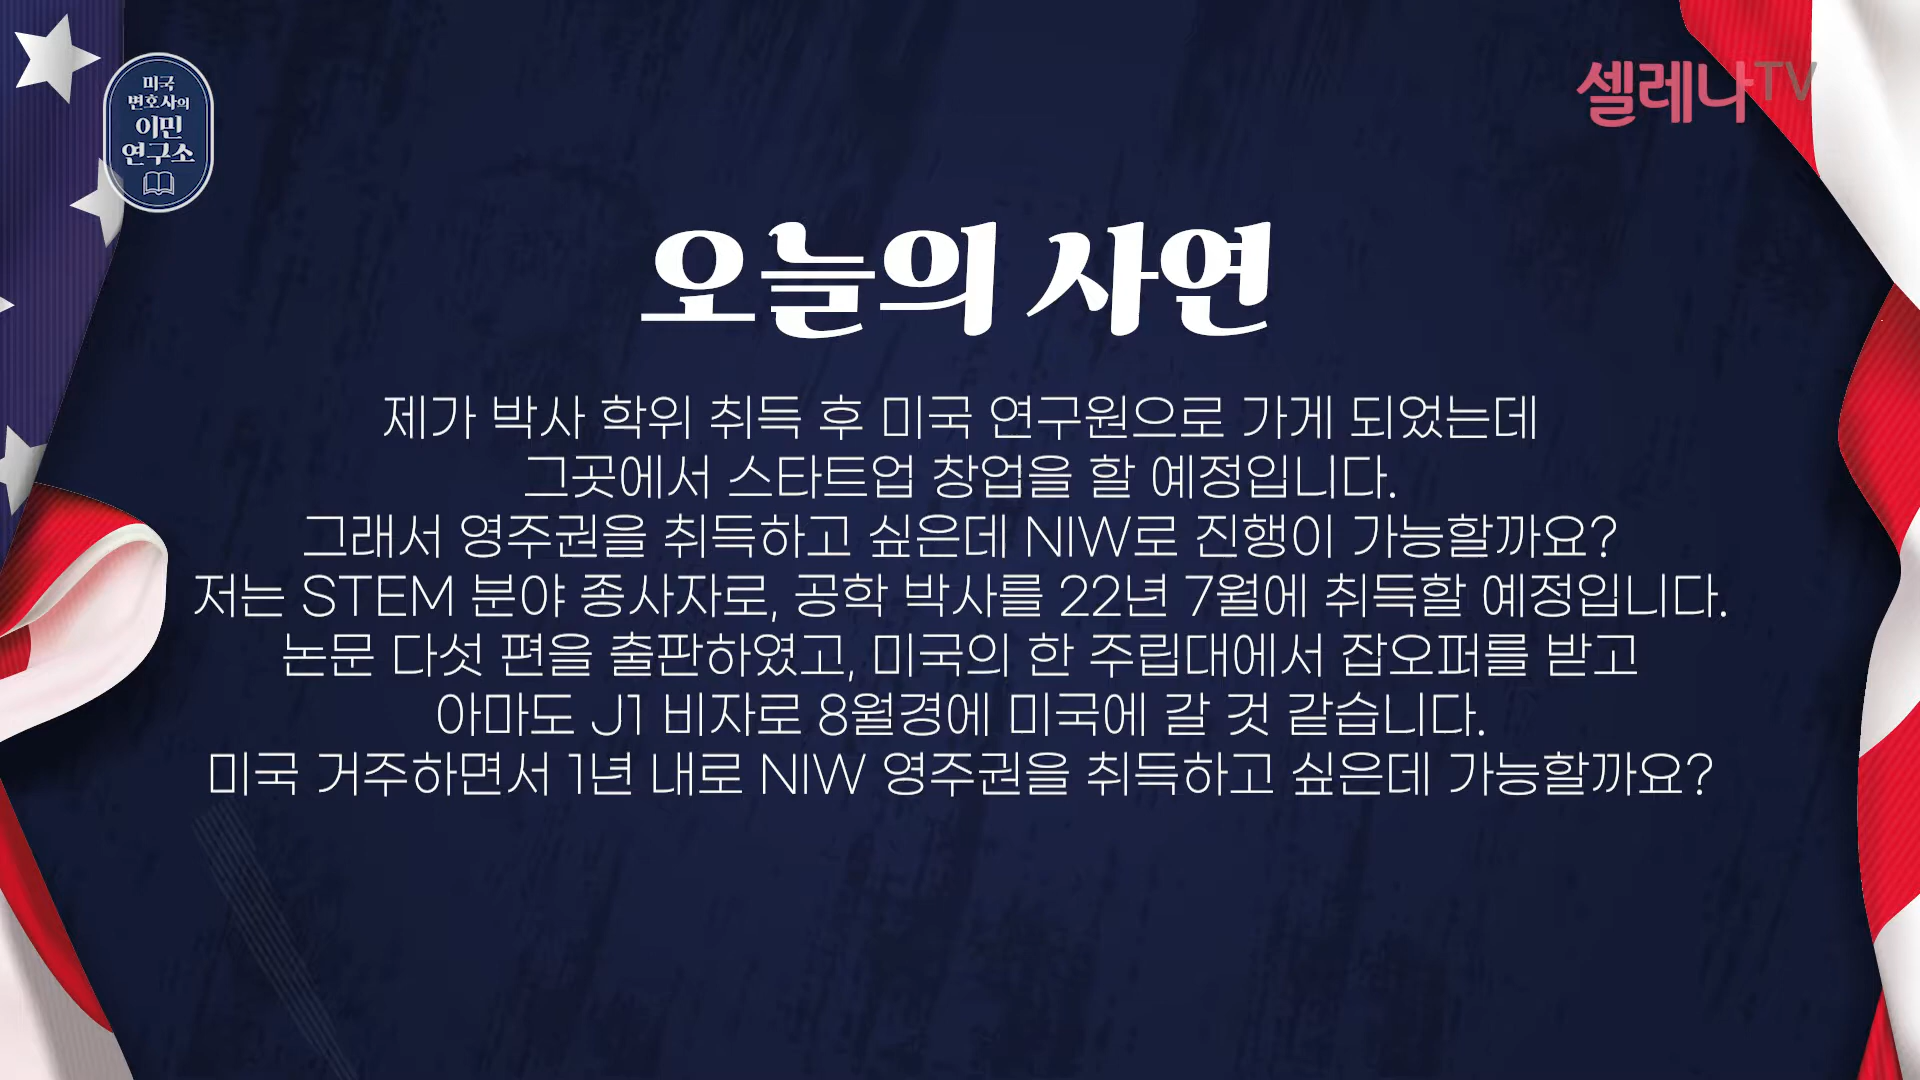 미국
변호사의
이민
연구소
셀레나TV
오늘의 사연
제가 박사 학위 취득 후 미국 연구원으로 가게 되었는데
그곳에서 스타트업 창업을 할 예정입니다.
그래서 영주권을 취득하고 싶은데 NIW로 진행이 가능할까요?
저는 STEM 분야 종사자로, 공학 박사를 22년 7월에 취득할 예정입니다.
논문 다섯 편을 출판하였고, 미국의 한 주립대에서 잡오퍼를 받고
아마도 J1 비자로 8월경에 미국에 갈 것 같습니다.
미국 거주하면서 1년 내로 NIW 영주권을 취득하고 싶은데 가능할까요?